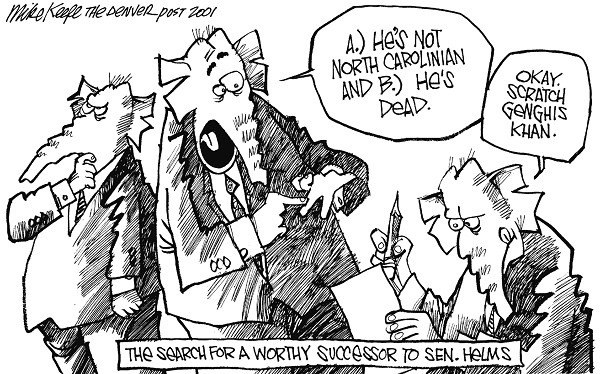 Mike Keefe THE DENVER POST 2001
A.) HE'S NOT
NORTH CAROLINIAN
AND B.) HE'S
DEAD.
OKAY.
SCRATCH
GENGHIS
KHAN.
THE SEARCH FOR A WORTHY SUCCESSOR TO SEN. HELMS